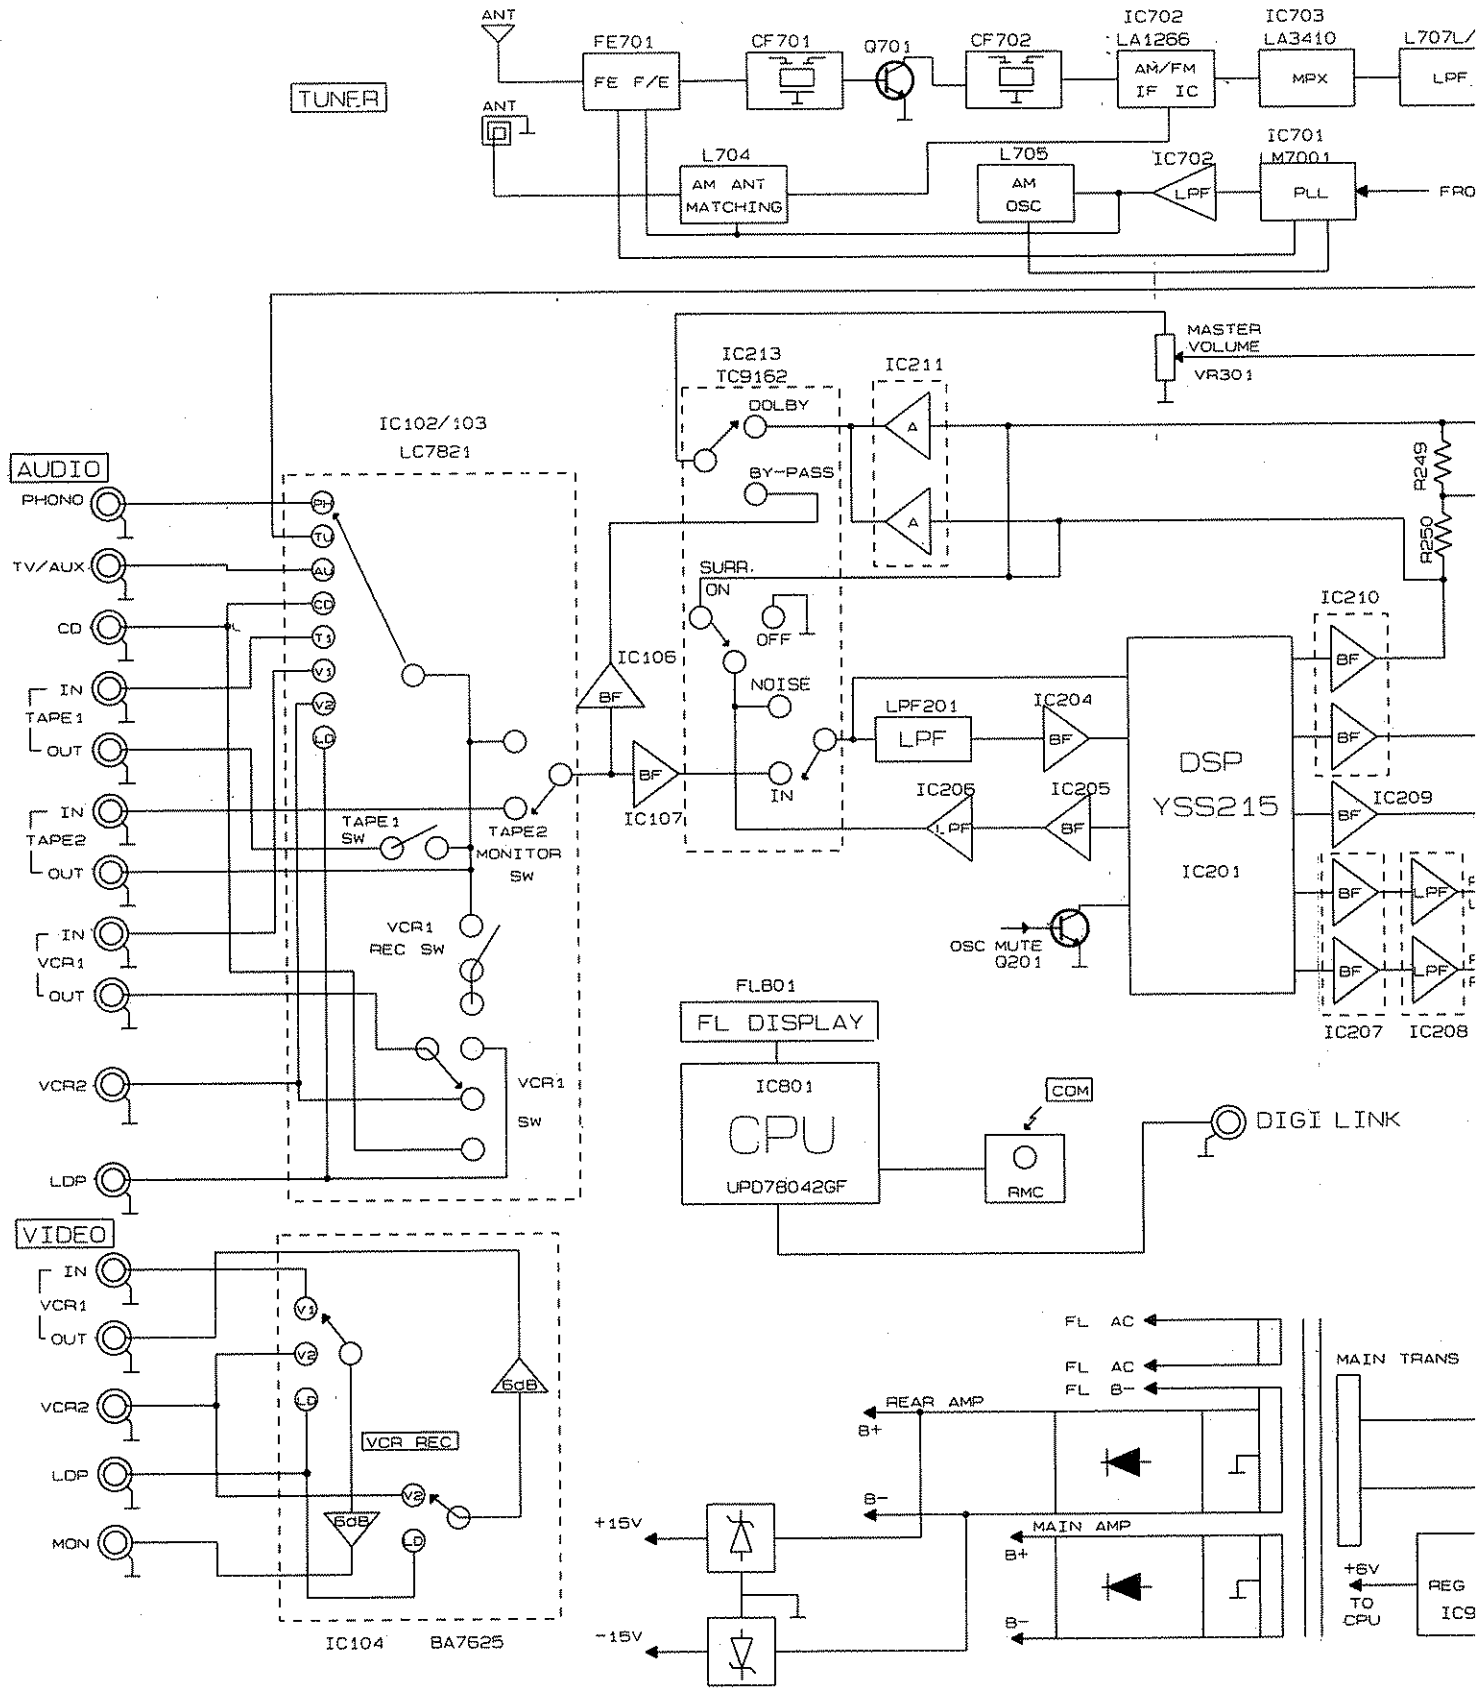 ANT
FE701
CF701
Q701
CF702
IC702
LA1266
IC703
LA3410
L707L/
FE F/E
AM/FM
IF IC
MPX
LPF
TUNER
ANT
L704
AM ANT
MATCHING
L705
AM
OSC
IC702
LPF
IC701
LM7001
PLL
FRO
MASTER
VOLUME
VR301
IC213
TC9162
IC211
DOLBY
A
BY-PASS
A
R249
R250
IC102/103
LC7821
AUDIO
PHONO
PH
TU
TV/AUX
AU
CD
CD
T1
IN
TAPE1
OUT
V1
V2
LD
IN
TAPE2
OUT
TAPE1
SW
TAPE2
MONITOR
SW
IN
VCR1
OUT
VCR1
REC SW
VCR2
VCR1
SW
LDP
SURR.
ON
OFF
NOISE
IN
IC106
BF
BF
IC107
LPF201
LPF
IC204
BF
IC206
LPF
IC205
BF
DSP
YSS215
IC201
OSC MUTE
Q201
IC210
BF
BF
BF
IC209
BF
LPF
BF
LPF
IC207
IC208
FL801
FL DISPLAY
IC801
CPU
UPD78042GF
COM
RMC
DIGI LINK
VIDEO
IN
VCR1
OUT
V1
V2
LD
VCR2
LDP
MON
6dB
VCR REC
V2
LD
6dB
IC104
BA7625
FL AC
FL AC
FL B-
REAR AMP
B+
B-
MAIN AMP
B+
B-
+15V
-15V
MAIN TRANS
+6V
TO
CPU
REG
IC9